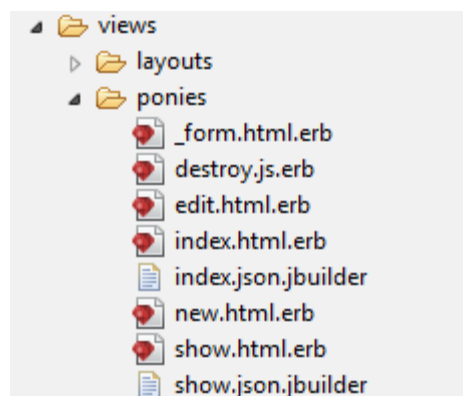 views
layouts
ponies
_form.html.erb
destroy.js.erb
edit.html.erb
index.html.erb
index.json.jbuilder
new.html.erb
show.html.erb
show.json.jbuilder